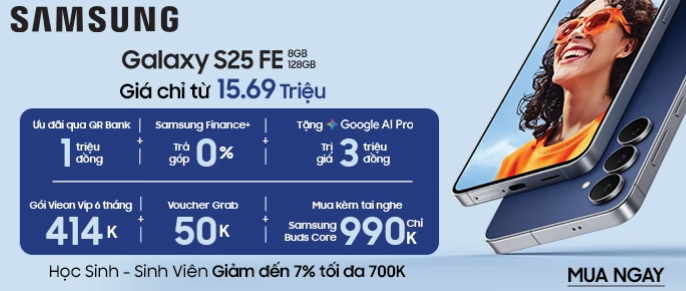 SAMSUNG
Galaxy S25 FE 8GB 128GB
Giá chỉ từ 15.69 Triệu
Ưu đãi qua QR Bank
1 triệu đồng
+
Samsung Finance+
Trả góp 0%
+
Tặng Google AI Pro
Trị giá 3 triệu đồng
Gói Vieon Vip 6 tháng
414K
+
Voucher Grab
50K
+
Mua kèm tai nghe
Samsung Buds Core Chỉ 990K
Học Sinh - Sinh Viên Giảm đến 7% tối đa 700K
MUA NGAY